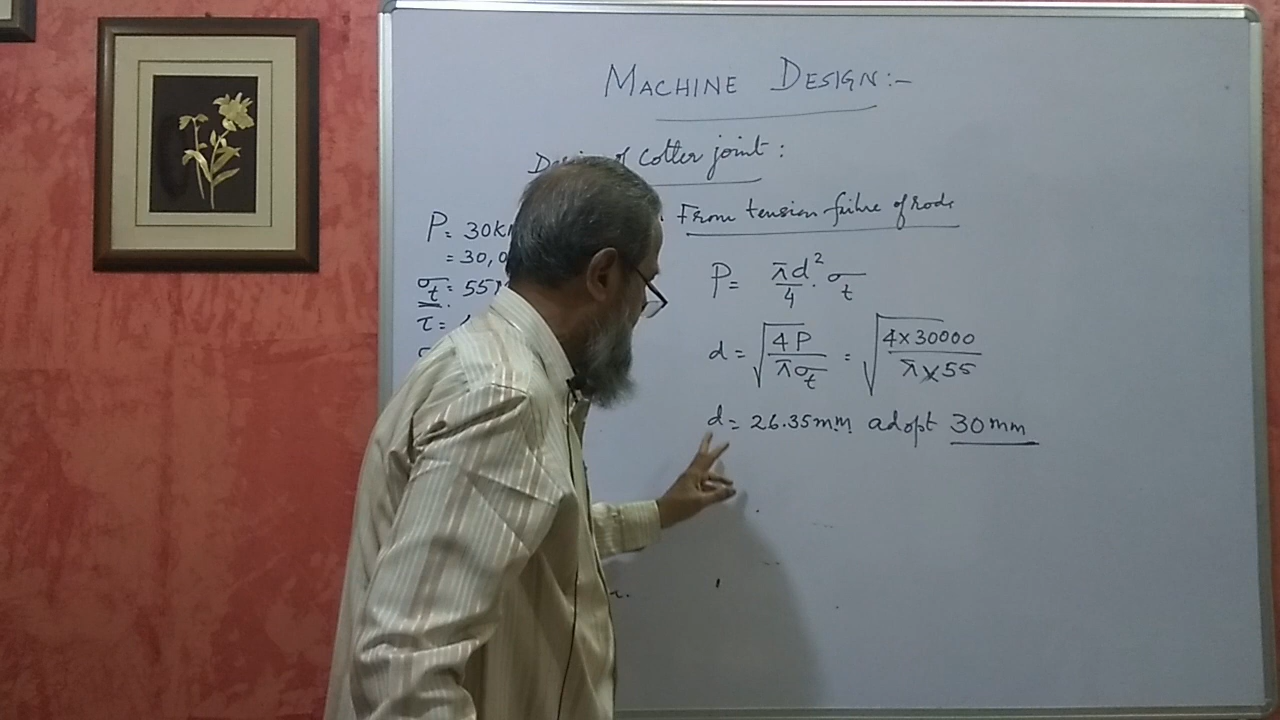 MACHINE DESIGN:-
of cotter joint :
P = 30k
= 30,0
σt = 55
τ =
From tension failure of rods
P = πd²/4 . σt
d = √(4P/πσt) = √(4×30000/π×55)
d = 26.35mm adopt 30mm